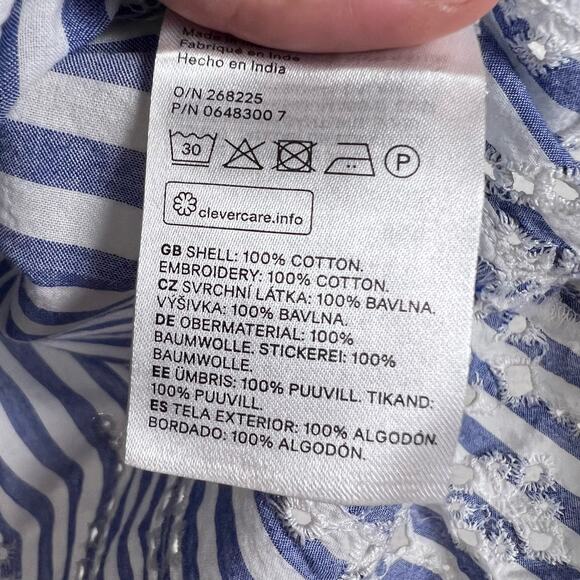 Made
Fabriqué en Inde
Hecho en India
O/N 268225
P/N 0648300 7
30
P
clevercare.info
GB SHELL: 100% COTTON.
EMBROIDERY: 100% COTTON.
CZ SVRCHNÍ LÁTKA: 100% BAVLNA.
VÝŠIVKA: 100% BAVLNA.
DE OBERMATERIAL: 100%
BAUMWOLLE. STICKEREI: 100%
BAUMWOLLE.
EE ÜMBRIS: 100% PUUVILL. TIKAND:
100% PUUVILL.
ES TELA EXTERIOR: 100% ALGODÓN.
BORDADO: 100% ALGODÓN.